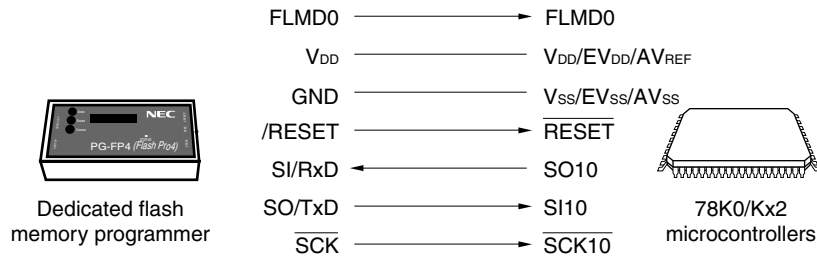 FLMD0 FLMD0
VDD VDD/EVDD/AVREF
GND VSS/EVSS/AVSS
/RESET RESET
SI/RxD SO10
SO/TxD SI10
SCK SCK10
NEC
PG-FP4 (Flash Pro4)
Dedicated flash
memory programmer
78K0/Kx2
microcontrollers